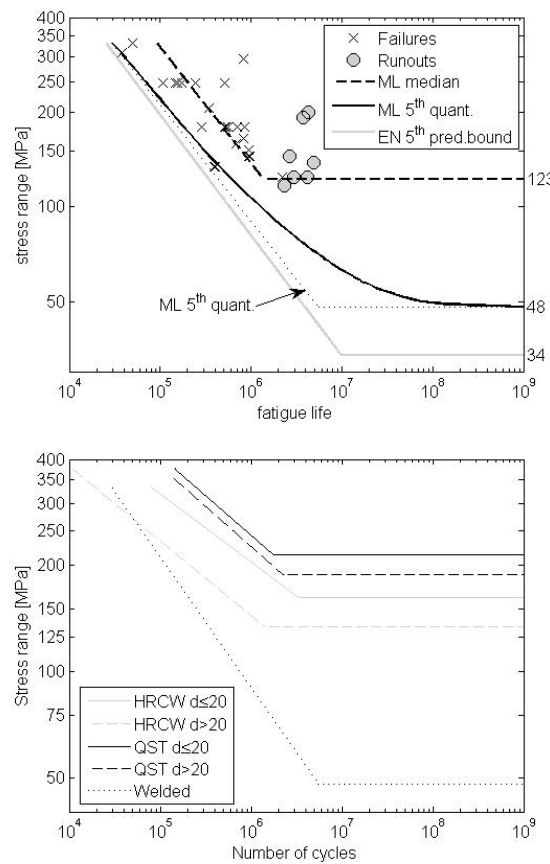 350
300
250
200
150
100
50
stress range [MPa]
Failures
Runouts
ML median
ML 5th quant.
EN 5th pred.bound
123
48
34
ML 5th quant.
10^4
10^5
10^6
10^7
10^8
10^9
fatigue life
400
350
300
250
200
150
100
75
50
Stress range [MPa]
HRCW d≤20
HRCW d>20
QST d≤20
QST d>20
Welded
10^4
10^5
10^6
10^7
10^8
10^9
Number of cycles